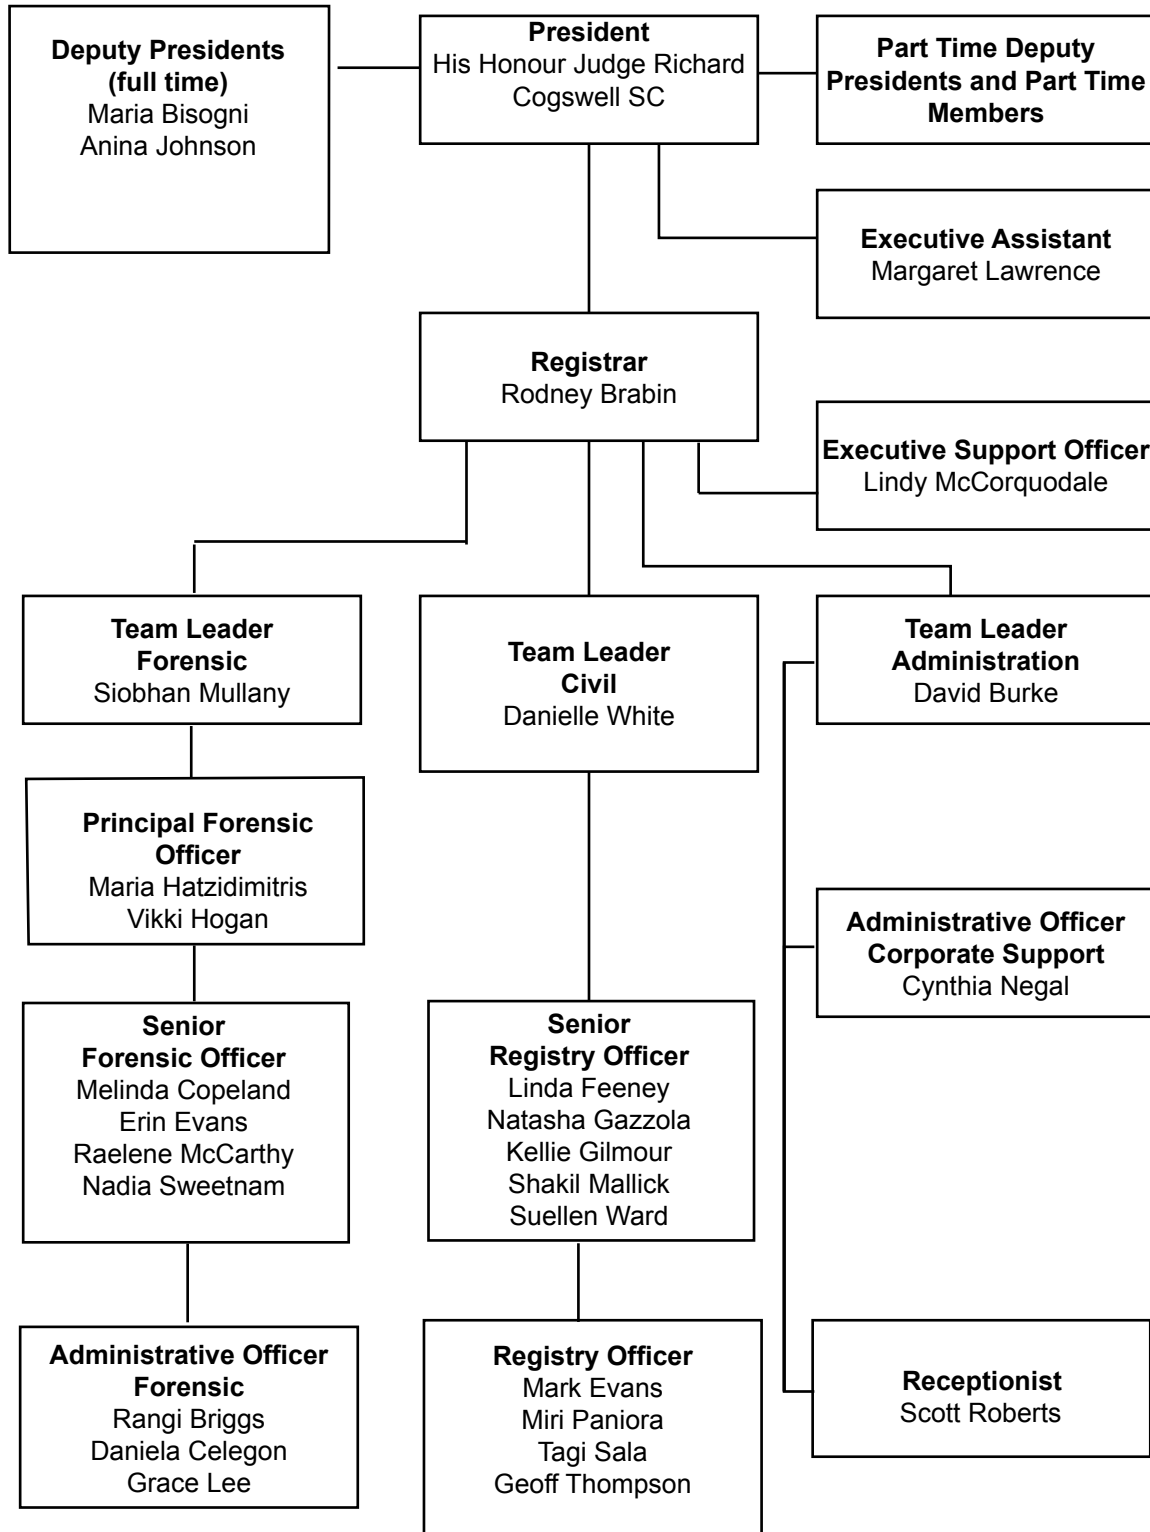 Deputy Presidents
(full time)
Maria Bisogni
Anina Johnson
President
His Honour Judge Richard
Cogswell SC
Part Time Deputy
Presidents and Part Time
Members
Executive Assistant
Margaret Lawrence
Registrar
Rodney Brabin
Executive Support Officer
Lindy McCorquodale
Team Leader
Forensic
Siobhan Mullany
Team Leader
Civil
Danielle White
Team Leader
Administration
David Burke
Principal Forensic
Officer
Maria Hatzidimitris
Vikki Hogan
Administrative Officer
Corporate Support
Cynthia Negal
Senior
Forensic Officer
Melinda Copeland
Erin Evans
Raelene McCarthy
Nadia Sweetnam
Senior
Registry Officer
Linda Feeney
Natasha Gazzola
Kellie Gilmour
Shakil Mallick
Suellen Ward
Administrative Officer
Forensic
Rangi Briggs
Daniela Celegon
Grace Lee
Registry Officer
Mark Evans
Miri Paniora
Tagi Sala
Geoff Thompson
Receptionist
Scott Roberts